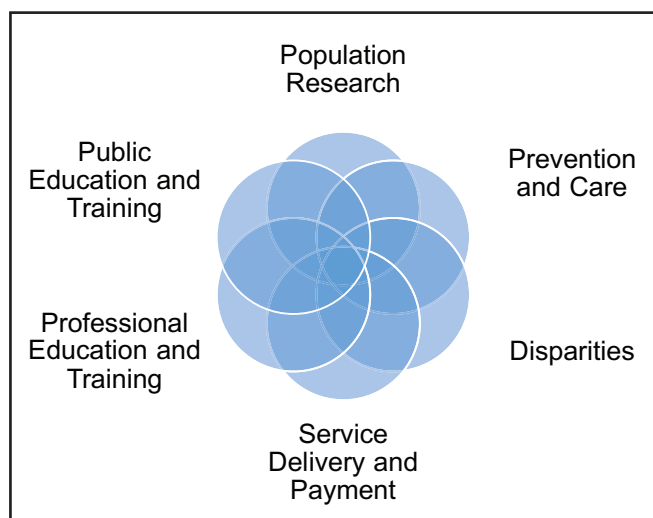 Population
Research
Prevention
and Care
Disparities
Service
Delivery and
Payment
Professional
Education and
Training
Public
Education and
Training